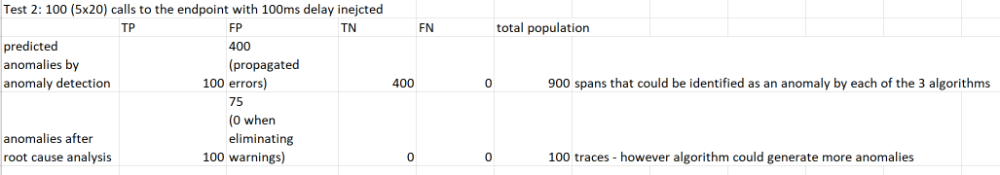 Test 2: 100 (5x20) calls to the endpoint with 100ms delay inejcted
TP FP TN FN total population
predicted 400
anomalies by (propagated
anomaly detection 100 errors) 400 0 900 spans that could be identified as an anomaly by each of the 3 algorithms
75
(0 when
anomalies after eliminating
root cause analysis 100 warnings) 0 0 100 traces - however algorithm could generate more anomalies